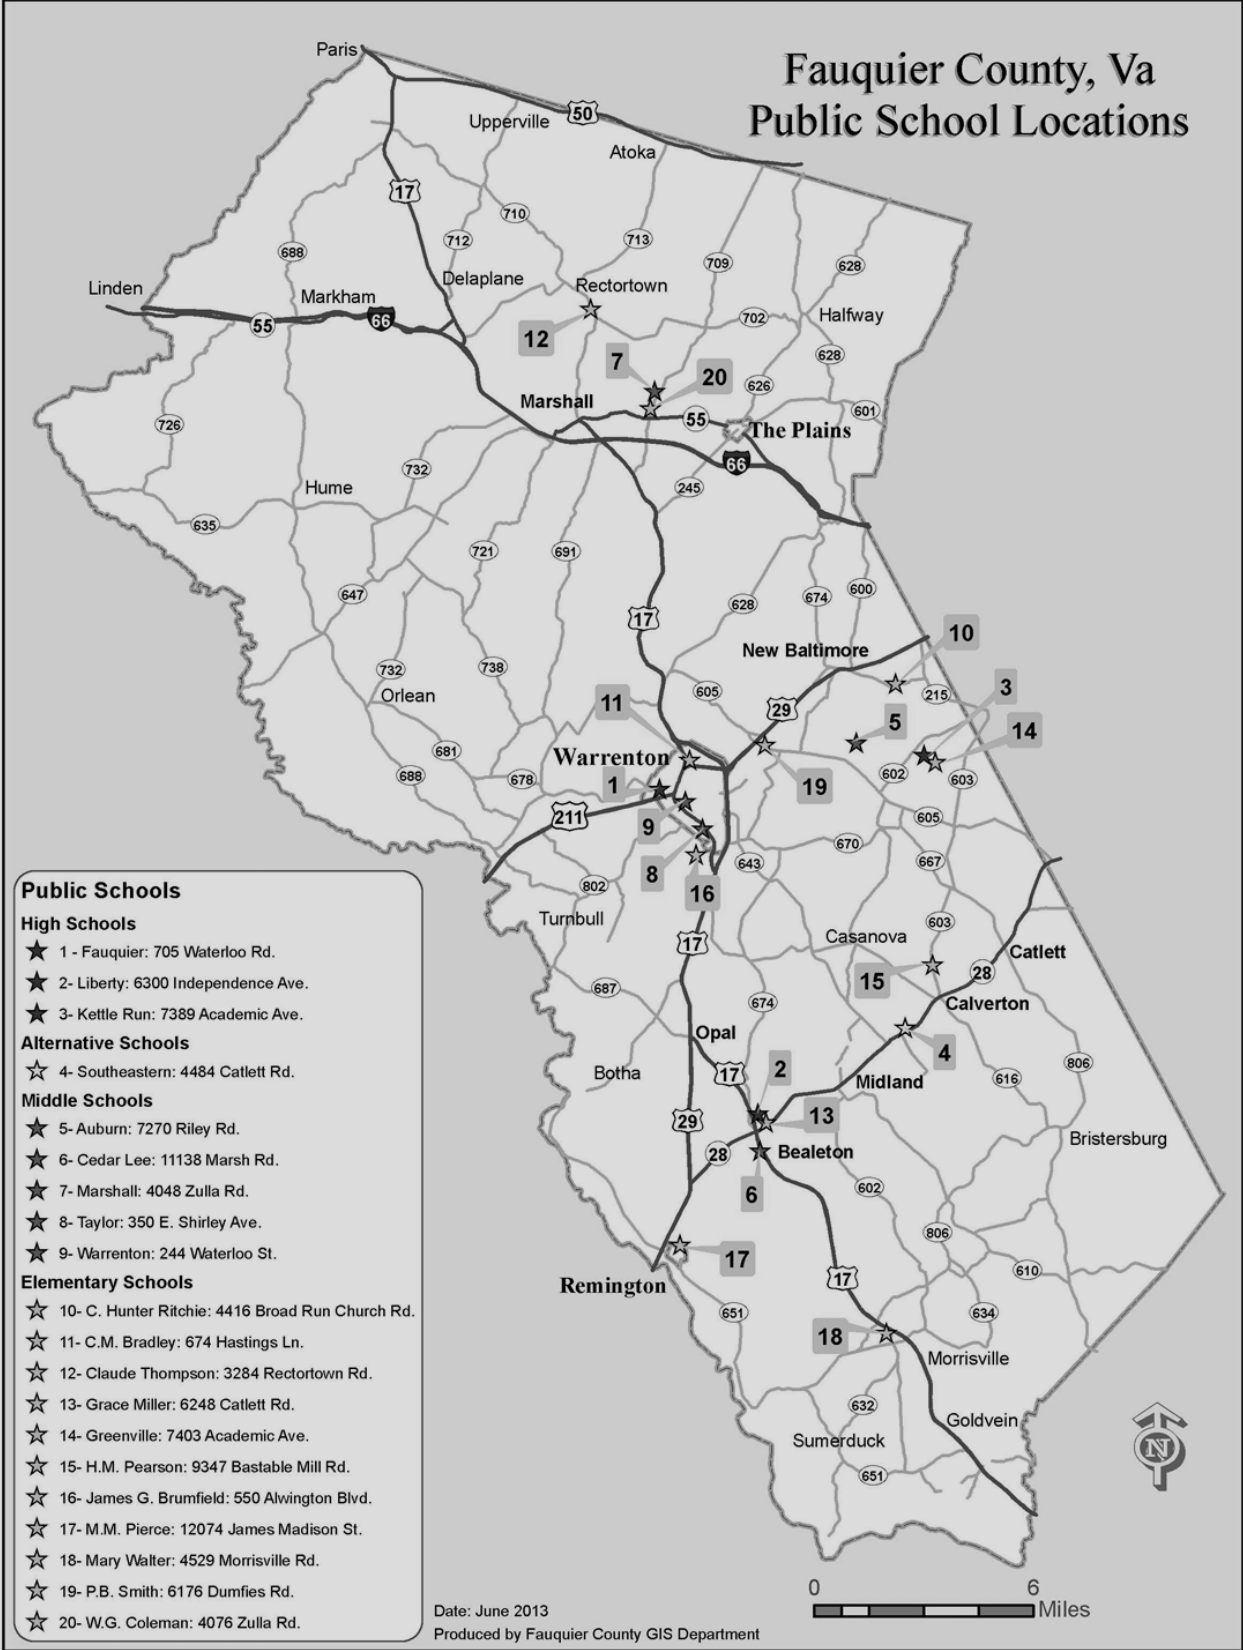 Fauquier County, Va
Public School Locations
Paris
Upperville
50
Atoka
17
710
712
713
709
628
688
Delaplane
Rectortown
Linden
Markham
55
66
702
Halfway
12
7
20
628
626
Marshall
55
The Plains
601
726
66
732
245
Hume
635
721
691
647
17
628
674
600
10
New Baltimore
732
738
Orlean
605
215
3
11
29
5
14
681
Warrenton
688
678
1
19
602
603
211
9
605
670
8
643
667
16
802
Turnbull
603
17
Casanova
Catlett
15
28
687
674
Calverton
Opal
4
Botha
17
2
Midland
806
616
29
13
28
Bealeton
Bristersburg
6
602
806
17
610
Remington
17
651
634
18
Morrisville
632
Goldvein
Sumerduck
651
N
Public Schools
High Schools
1 - Fauquier: 705 Waterloo Rd.
2- Liberty: 6300 Independence Ave.
3- Kettle Run: 7389 Academic Ave.
Alternative Schools
4- Southeastern: 4484 Catlett Rd.
Middle Schools
5- Auburn: 7270 Riley Rd.
6- Cedar Lee: 11138 Marsh Rd.
7- Marshall: 4048 Zulla Rd.
8- Taylor: 350 E. Shirley Ave.
9- Warrenton: 244 Waterloo St.
Elementary Schools
10- C. Hunter Ritchie: 4416 Broad Run Church Rd.
11- C.M. Bradley: 674 Hastings Ln.
12- Claude Thompson: 3284 Rectortown Rd.
13- Grace Miller: 6248 Catlett Rd.
14- Greenville: 7403 Academic Ave.
15- H.M. Pearson: 9347 Bastable Mill Rd.
16- James G. Brumfield: 550 Alwington Blvd.
17- M.M. Pierce: 12074 James Madison St.
18- Mary Walter: 4529 Morrisville Rd.
19- P.B. Smith: 6176 Dumfies Rd.
20- W.G. Coleman: 4076 Zulla Rd.
0 6
Miles
Date: June 2013
Produced by Fauquier County GIS Department